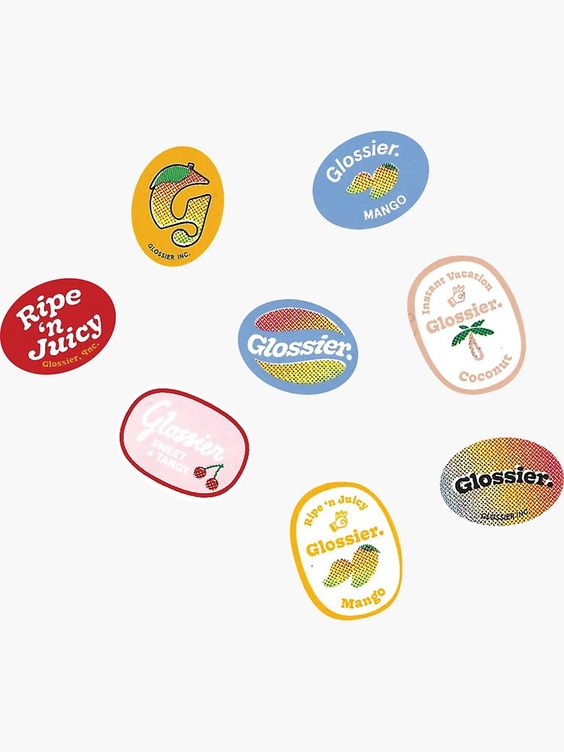 G
GLOSSIER INC.
Glossier.
MANGO
Ripe
'n
Juicy
Glossier, qnc.
Glossier.
Instant Vacation
Glossier.
Coconut
Glossier
SWEET
+ TANGY
Glossier.
GLOSSIER INC.
Ripe 'n Juicy
Glossier.
Mango